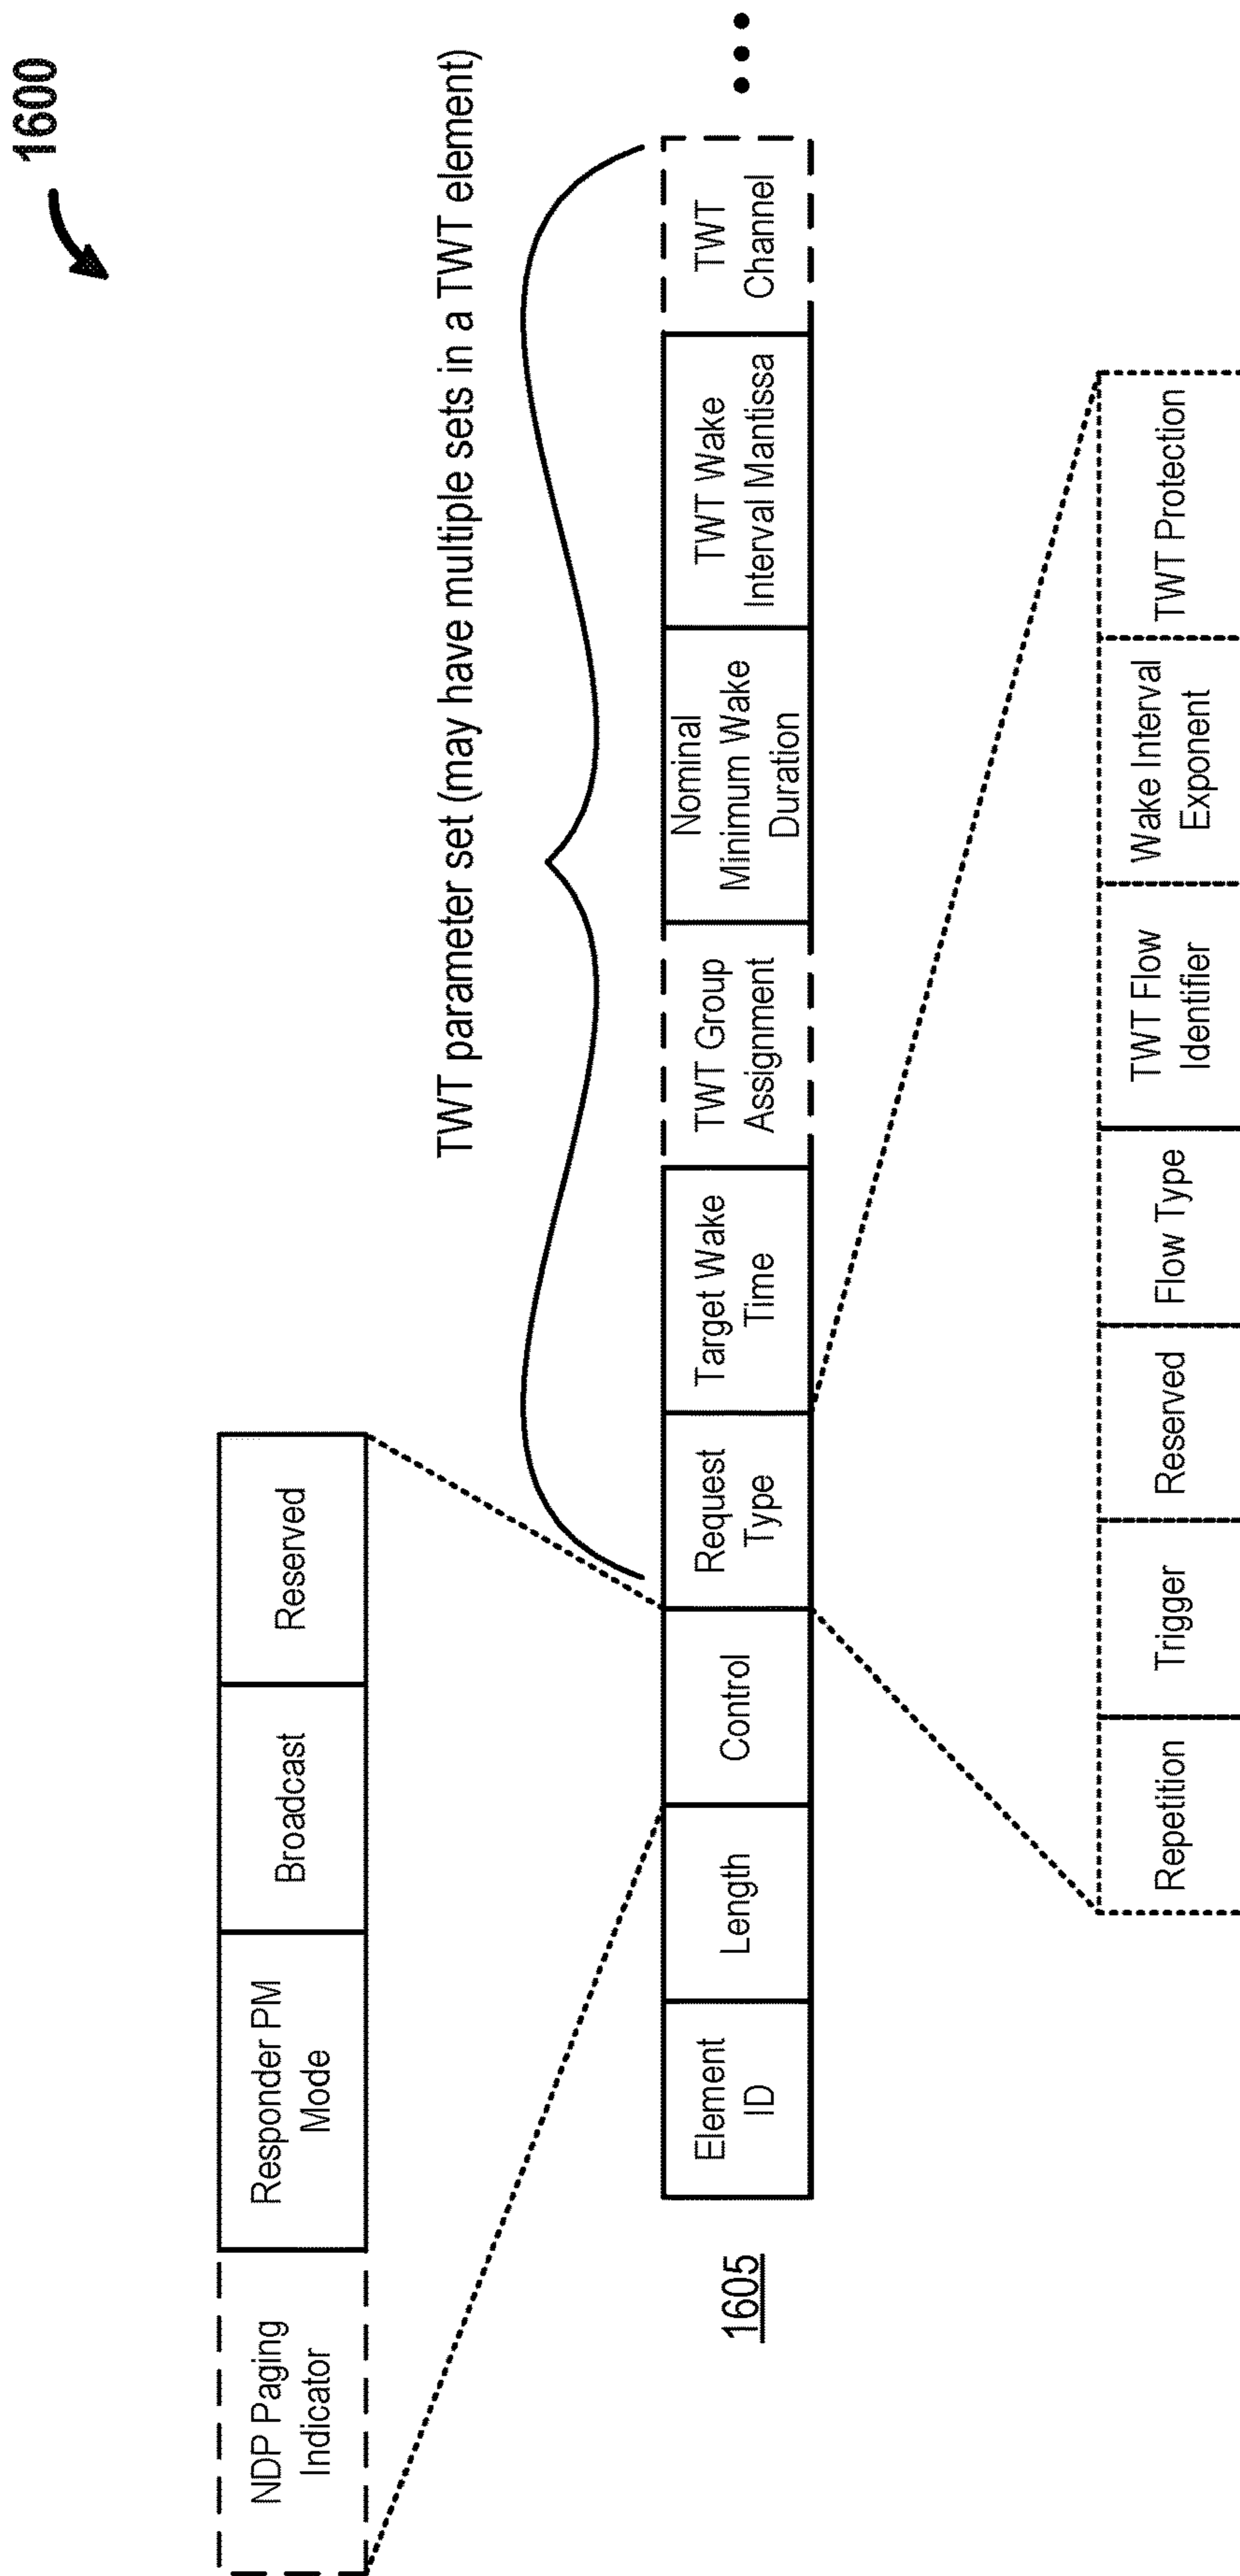 1600
NDP Paging
Indicator
Responder PM
Mode
Broadcast
Reserved
TWT parameter set (may have multiple sets in a TWT element)
1605
Element
ID
Length
Control
Request
Type
Target Wake
Time
TWT Group
Assignment
Nominal
Minimum Wake
Duration
TWT Wake
Interval Mantissa
TWT
Channel
Repetition
Trigger
Reserved
Flow Type
TWT Flow
Identifier
Wake Interval
Exponent
TWT Protection